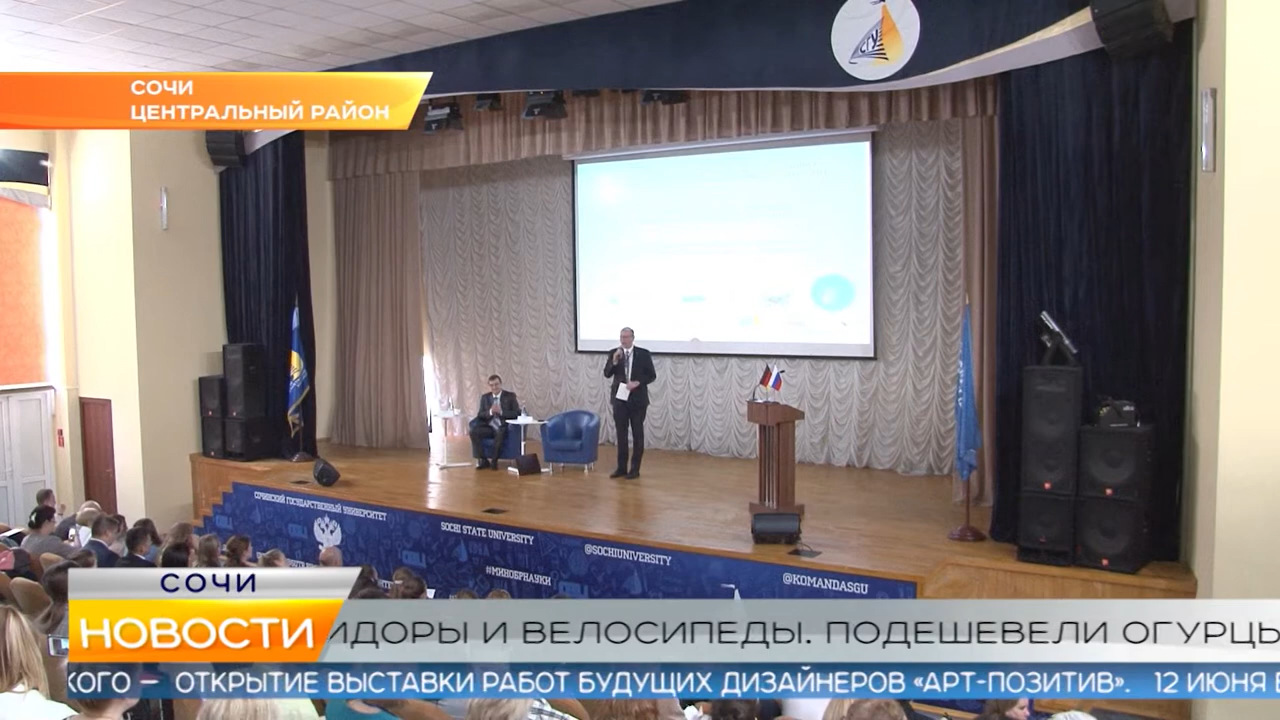 СГУ
СОЧИ
ЦЕНТРАЛЬНЫЙ РАЙОН
СОЧИНСКИЙ ГОСУДАРСТВЕННЫЙ УНИВЕРСИТЕТ
SOCHI STATE UNIVERSITY
@SOCHIUNIVERSITY
#МИНОБРНАУКИ
@KOMANDASGU
СОЧИ
НОВОСТИ
ИДОРЫ И ВЕЛОСИПЕДЫ. ПОДЕШЕВЕЛИ ОГУРЦЫ
КОГО – ОТКРЫТИЕ ВЫСТАВКИ РАБОТ БУДУЩИХ ДИЗАЙНЕРОВ «АРТ-ПОЗИТИВ». 12 ИЮНЯ В